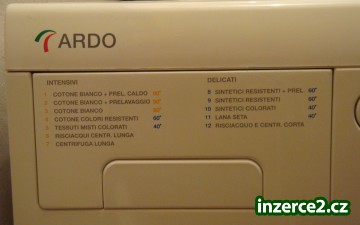 ARDO
INTENSIVI
1 COTONE BIANCO + PREL. CALDO 90°
2 COTONE BIANCO + PRELAVAGGIO 90°
3 COTONE BIANCO 90°
4 COTONE COLORI RESISTENTI 60°
5 TESSUTI MISTI COLORATI 40°
6 RISCIACQUI CENTR. LUNGA
7 CENTRIFUGA LUNGA
DELICATI
8 SINTETICI RESISTENTI + PREL. 60°
9 SINTETICI RESISTENTI 60°
10 SINTETICI COLORATI 40°
11 LANA SETA 40°
12 RISCIACQUO E CENTR. CORTA
inzerce2.cz